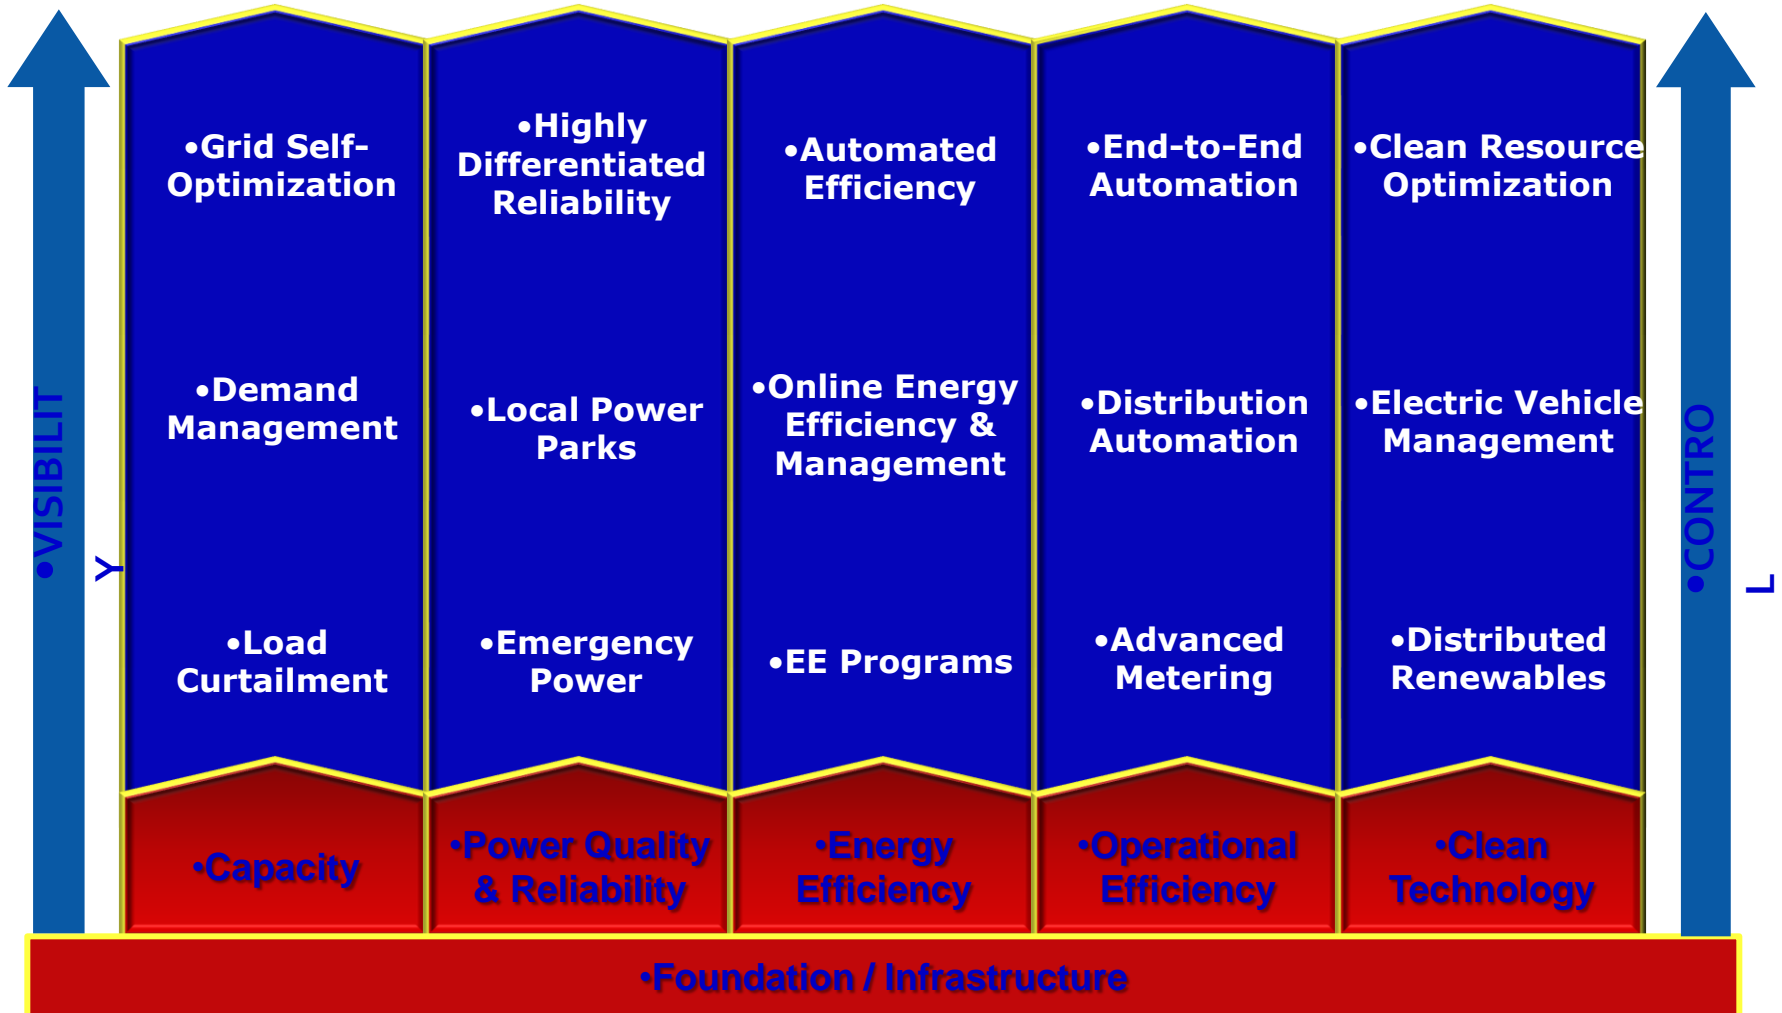 •Grid Self-
Optimization
•Highly
Differentiated
Reliability
•Automated
Efficiency
•End-to-End
Automation
•Clean Resource
Optimization
•Demand
Management
•Local Power
Parks
•Online Energy
Efficiency &
Management
•Distribution
Automation
•Electric Vehicle
Management
•VISIBILIT
Y
•CONTRO
L
•Load
Curtailment
•Emergency
Power
•EE Programs
•Advanced
Metering
•Distributed
Renewables
•Capacity
•Power Quality
& Reliability
•Energy
Efficiency
•Operational
Efficiency
•Clean
Technology
•Foundation / Infrastructure